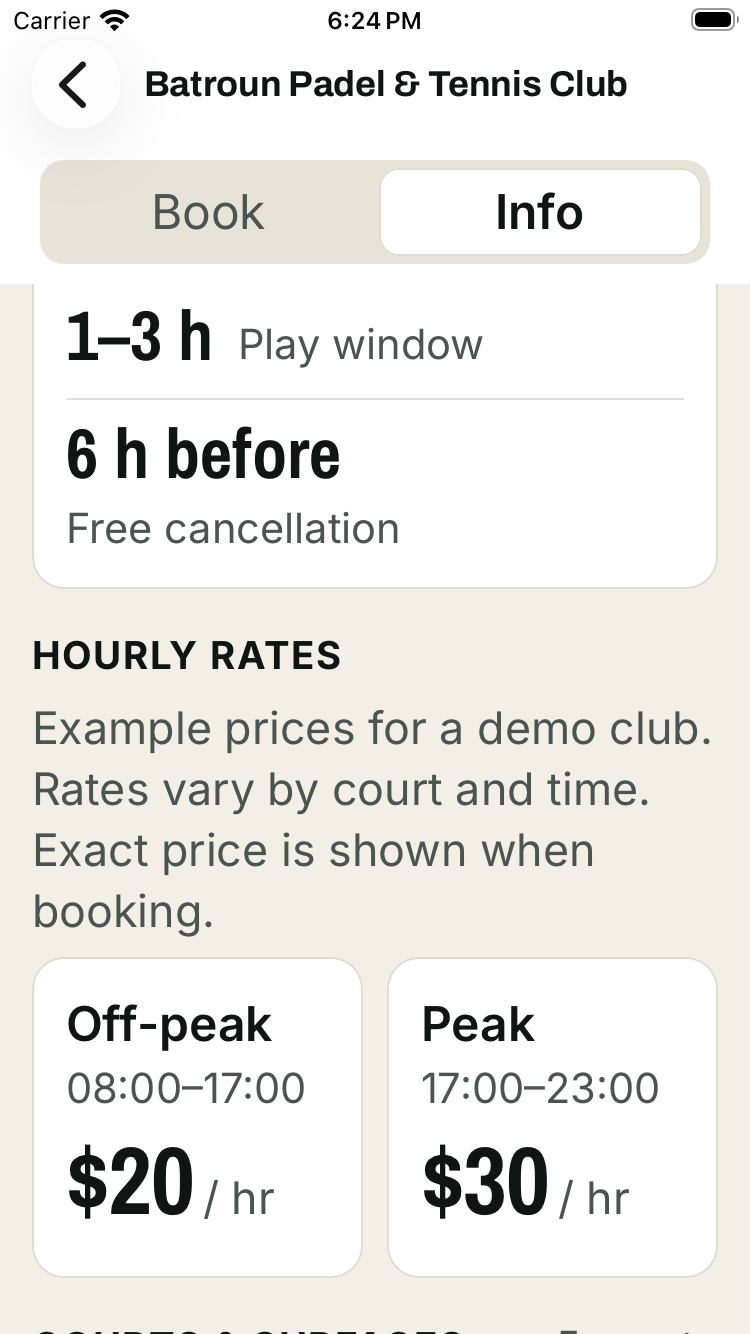 Carrier 6:24 PM
Batroun Padel & Tennis Club
Book Info
1–3 h Play window
6 h before
Free cancellation
HOURLY RATES
Example prices for a demo club.
Rates vary by court and time.
Exact price is shown when
booking.
Off-peak Peak
08:00–17:00 17:00–23:00
$20 / hr $30 / hr